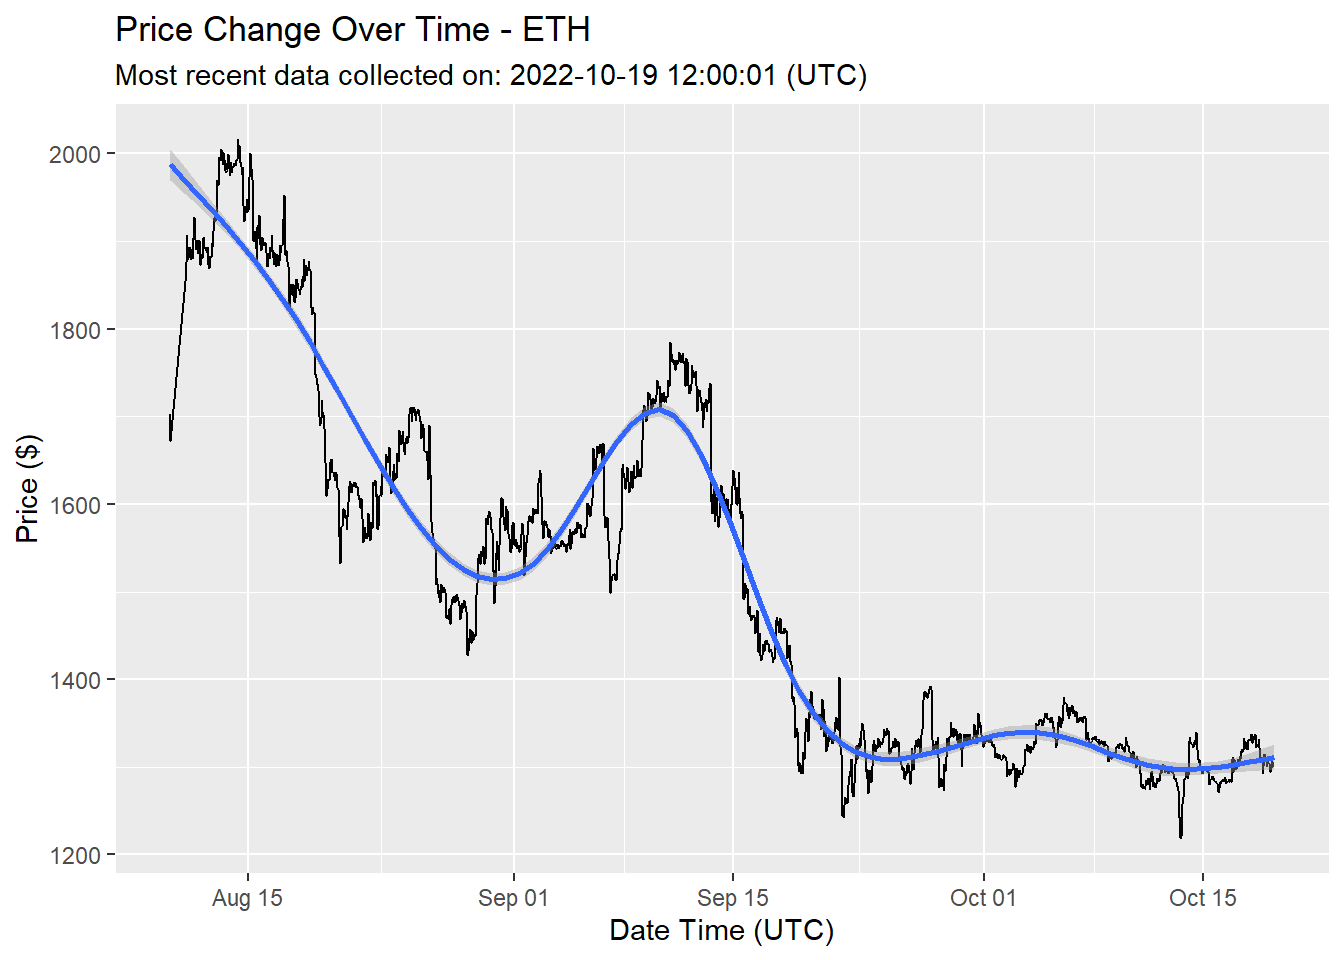 Price Change Over Time - ETH
Most recent data collected on: 2022-10-19 12:00:01 (UTC)
Price ($)
2000
1800
1600
1400
1200
Aug 15
Sep 01
Sep 15
Oct 01
Oct 15
Date Time (UTC)